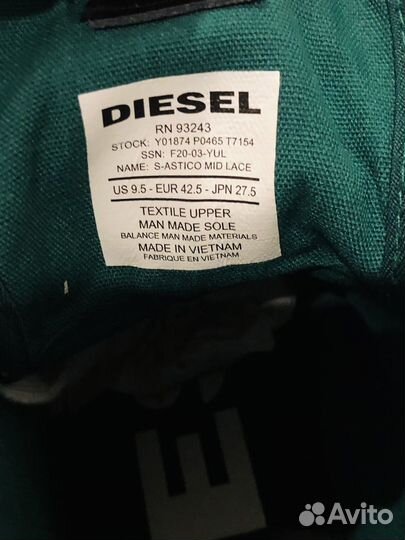 DIESEL
RN 93243
STOCK: Y01874 P0465 T7154
SSN: F20-03-YUL
NAME: S-ASTICO MID LACE
US 9.5 - EUR 42.5 - JPN 27.5
TEXTILE UPPER
MAN MADE SOLE
BALANCE MAN MADE MATERIALS
MADE IN VIETNAM
FABRIQUE EN VIETNAM
Avito